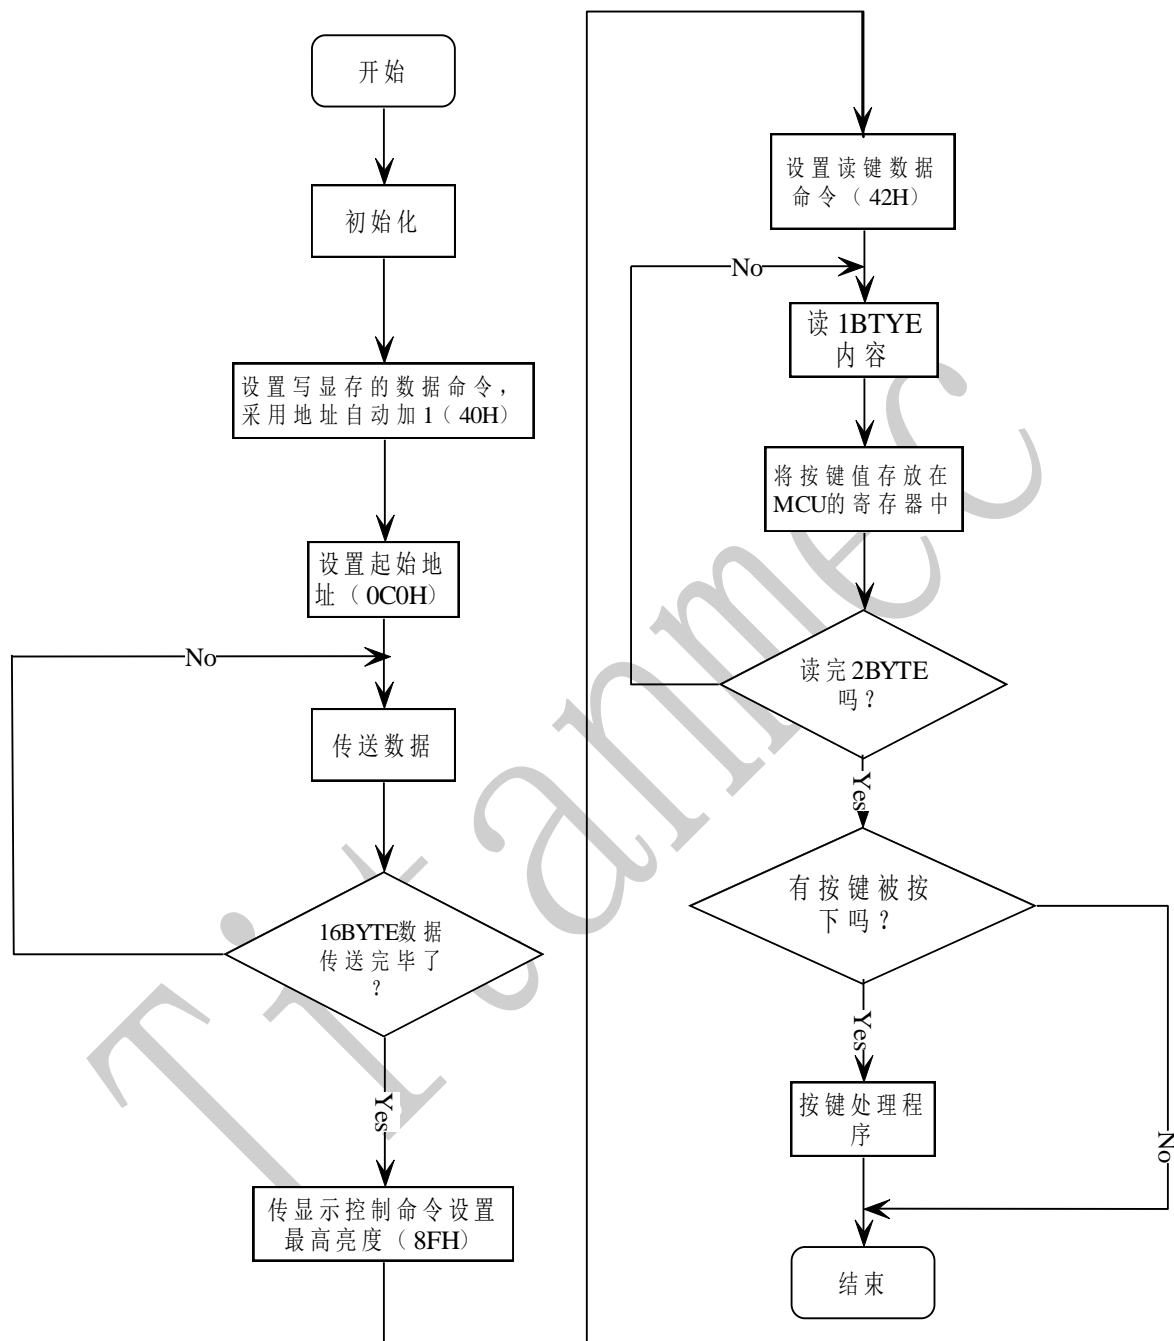 开始
初始化
设置写显存的数据命令，
采用地址自动加1（40H）
设置起始地
址（0C0H）
No
传送数据
16BYTE数据
传送完毕了
?
Yes
传显示控制命令设置
最高亮度（8FH）
设置读键数据
命令（42H）
No
读1BTYE
内容
将按键值存放在
MCU的寄存器中
读完2BYTE
吗?
Yes
有按键被按
下吗?
Yes
按键处理程
序
No
结束
Titanmec